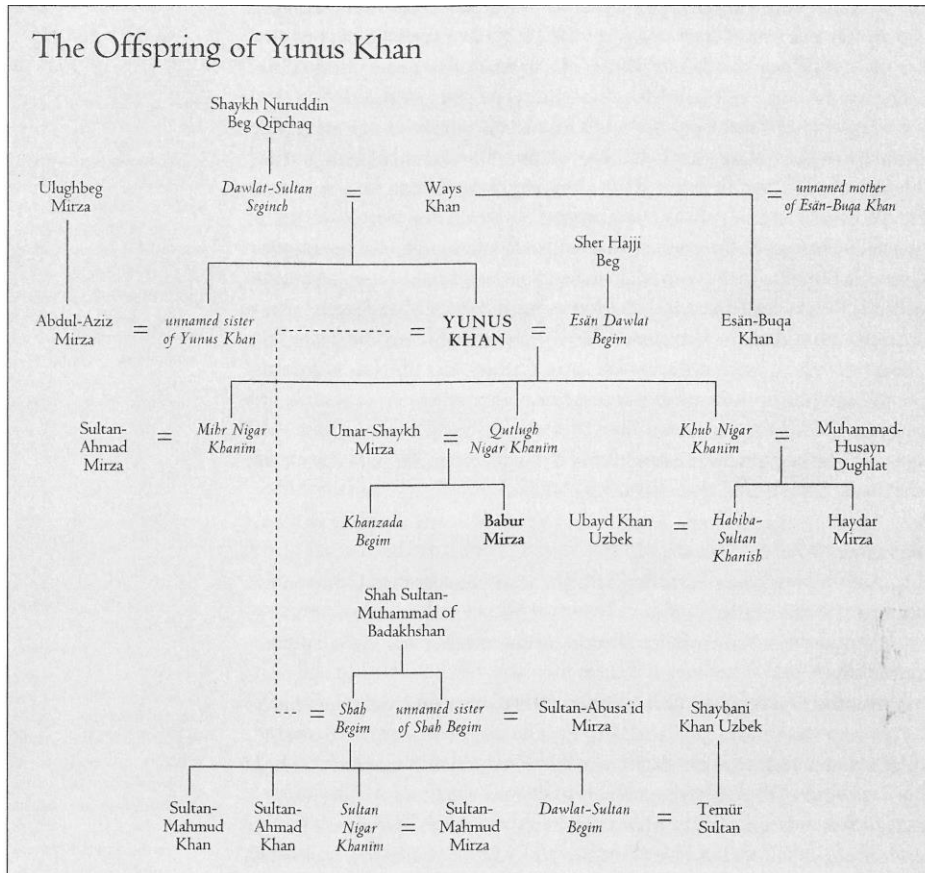 The Offspring of Yunus Khan
Shaykh Nuruddin
Beg Qipchaq
Ulughbeg
Mirza
Dawlat-Sultan
Seginch
=
Ways
Khan
=
unnamed mother
of Esän-Buqa Khan
Sher Hajji
Beg
Abdul-Aziz
Mirza
=
unnamed sister
of Yunus Khan
=
YUNUS
KHAN
=
Esän Dawlat
Begim
Esän-Buqa
Khan
Sultan-
Ahmad
Mirza
=
Mihr Nigar
Khanïm
Umar-Shaykh
Mirza
=
Qutlugh
Nigar Khanïm
Khub Nigar
Khanïm
=
Muhammad-
Husayn
Dughlat
Khanzada
Begim
Babur
Mirza
Ubayd Khan
Uzbek
=
Habiba-
Sultan
Khanish
Haydar
Mirza
Shah Sultan-
Muhammad of
Badakhshan
=
Shah
Begim
unnamed sister
of Shah Begim
=
Sultan-Abusa'id
Mirza
Shaybani
Khan Uzbek
Sultan-
Mahmud
Khan
Sultan-
Ahmad
Khan
Sultan
Nigar
Khanïm
=
Sultan-
Mahmud
Mirza
Dawlat-Sultan
Begim
=
Temür
Sultan